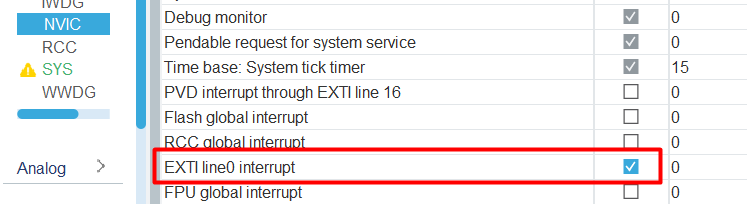 IWDG
NVIC
RCC
SYS
WWDG
Analog
Debug monitor 0
Pendable request for system service 0
Time base: System tick timer 15
PVD interrupt through EXTI line 16 0
Flash global interrupt 0
RCC global interrupt 0
EXTI line0 interrupt 0
FPU global interrupt 0